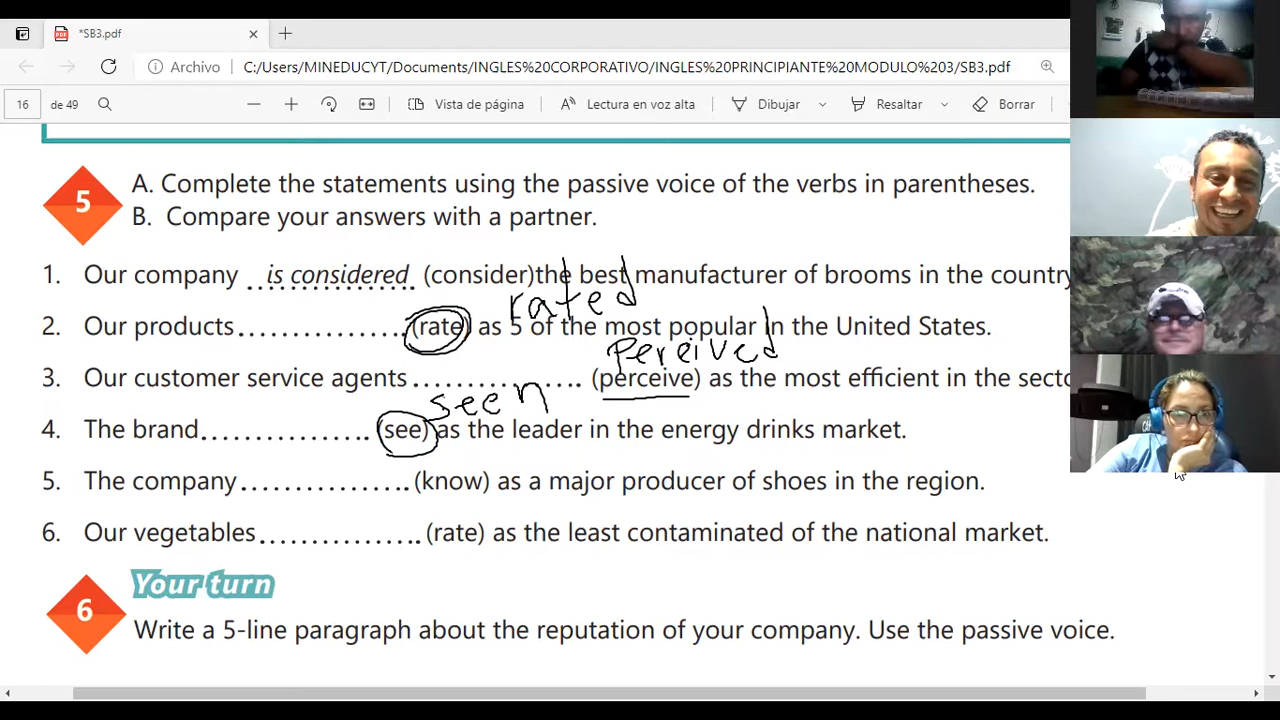 *SB3.pdf
Archivo C:/Users/MINEDUCYT/Documents/INGLES%20CORPORATIVO/INGLES%20PRINCIPIANTE%20MODULO%203/SB3.pdf
16 de 49 Vista de página Lectura en voz alta Dibujar Resaltar Borrar
5
A. Complete the statements using the passive voice of the verbs in parentheses.
B. Compare your answers with a partner.
1. Our company is considered (consider)the best manufacturer of brooms in the country
rated
2. Our products................(rate) as 5 of the most popular in the United States.
perceived
3. Our customer service agents ................ (perceive) as the most efficient in the secto
seen
4. The brand................ (see) as the leader in the energy drinks market.
5. The company................(know) as a major producer of shoes in the region.
6. Our vegetables................(rate) as the least contaminated of the national market.
Your turn
6
Write a 5-line paragraph about the reputation of your company. Use the passive voice.